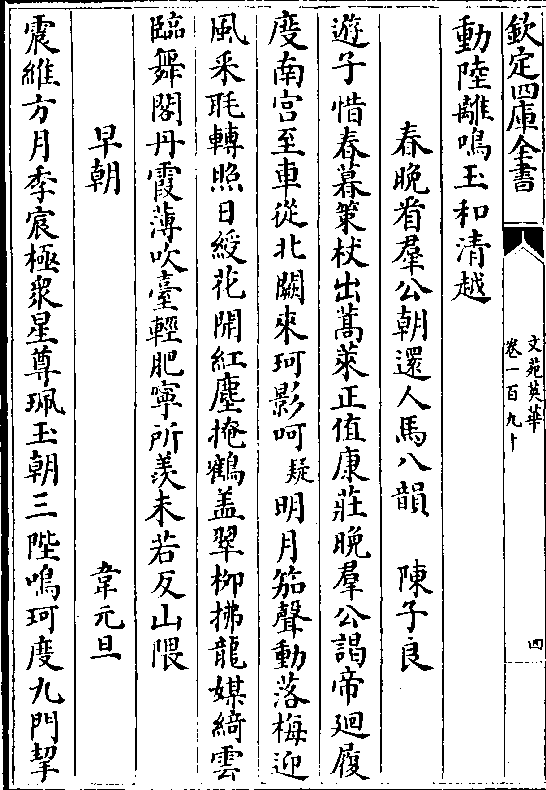 欽定四庫全書
文苑英華
卷一百九十
四
動陸離鳴玉和清越
春晚看羣公朝還人馬八韻 陳子良
遊子惜春暮策杖出蒿萊正值康莊晚羣公謁帝廻履
度南宫至車從北闕來珂影呵疑明月笳聲動落梅迎
風采眊轉照日綬花開紅塵掩鶴盖翠柳拂龍媒綺雲
臨舞閣丹霞薄吹臺輕肥寧所羨未若反山隈
早朝 韋元旦
震維方月季宸極衆星尊珮玉朝三陛鳴珂度九門挈